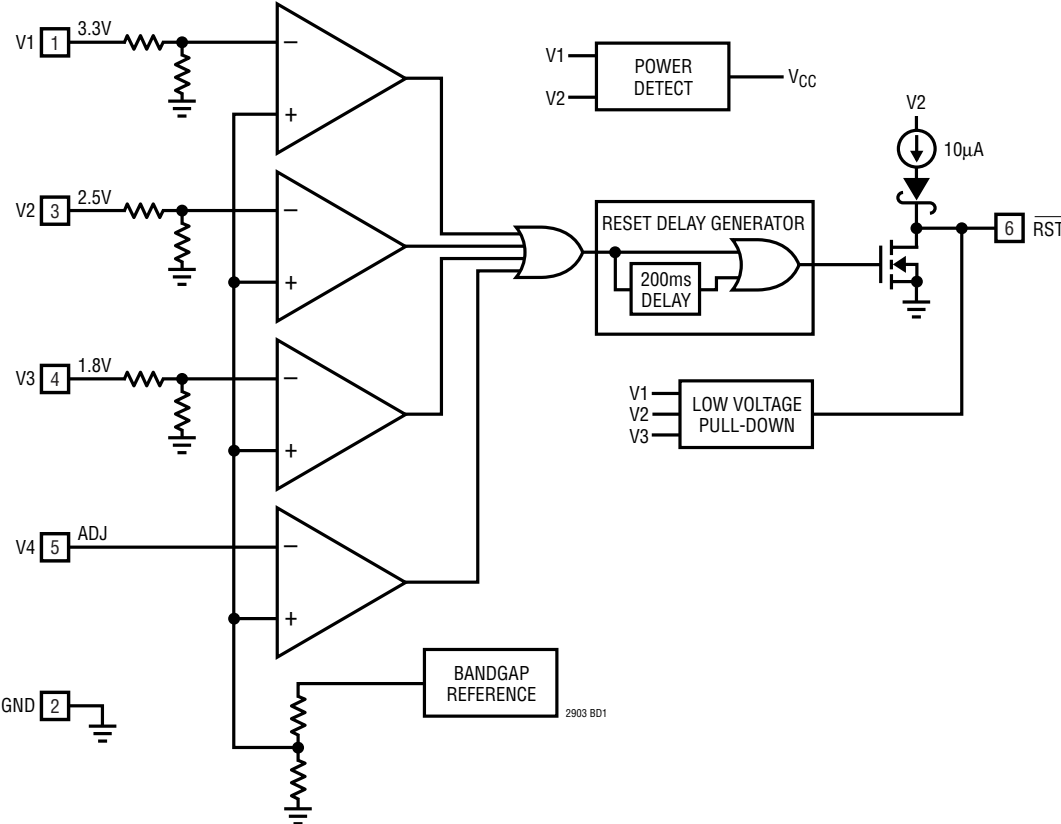 V1 1 3.3V
−
+
V2 3 2.5V
−
+
V3 4 1.8V
−
+
V4 5 ADJ
−
+
GND 2
BANDGAP
REFERENCE
2903 BD1
V1
V2
POWER
DETECT
VCC
RESET DELAY GENERATOR
200ms
DELAY
V2
10μA
6 RST
V1
V2
V3
LOW VOLTAGE
PULL-DOWN